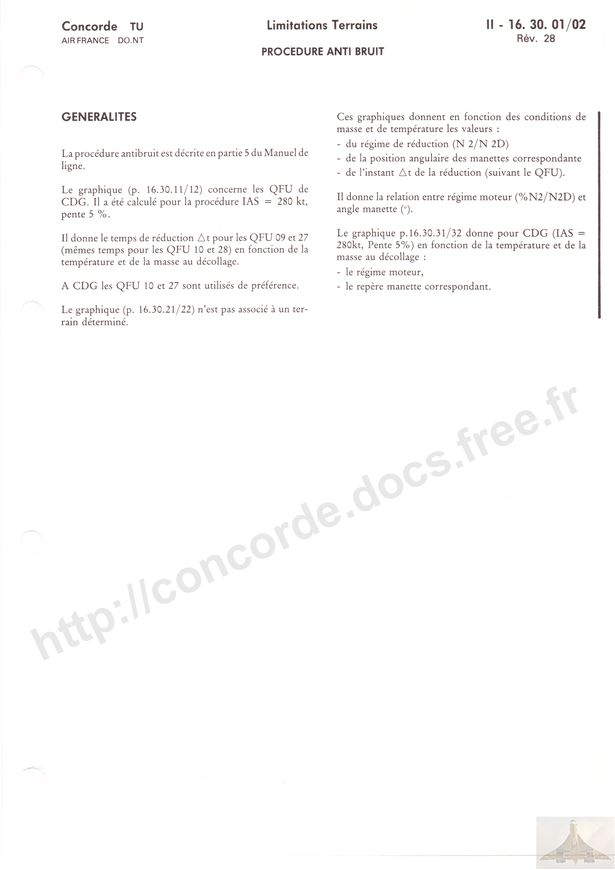 Concorde TU
AIR FRANCE DO.NT
Limitations Terrains
PROCEDURE ANTI BRUIT
II - 16. 30. 01/02
Rév. 28
GENERALITES
La procédure antibruit est décrite en partie 5 du Manuel de
ligne.
Le graphique (p. 16.30.11/12) concerne les QFU de
CDG. Il a été calculé pour la procédure IAS = 280 kt,
pente 5 %.
Il donne le temps de réduction △t pour les QFU 09 et 27
(mêmes temps pour les QFU 10 et 28) en fonction de la
température et de la masse au décollage.
A CDG les QFU 10 et 27 sont utilisés de préférence.
Le graphique (p. 16.30.21/22) n'est pas associé à un ter-
rain déterminé.
Ces graphiques donnent en fonction des conditions de
masse et de température les valeurs :
- du régime de réduction (N 2/N 2D)
- de la position angulaire des manettes correspondante
- de l'instant △t de la réduction (suivant le QFU).
Il donne la relation entre régime moteur (%N2/N2D) et
angle manette (°).
Le graphique p.16.30.31/32 donne pour CDG (IAS =
280kt, Pente 5%) en fonction de la température et de la
masse au décollage :
- le régime moteur,
- le repère manette correspondant.
http://concorde.docs.free.fr